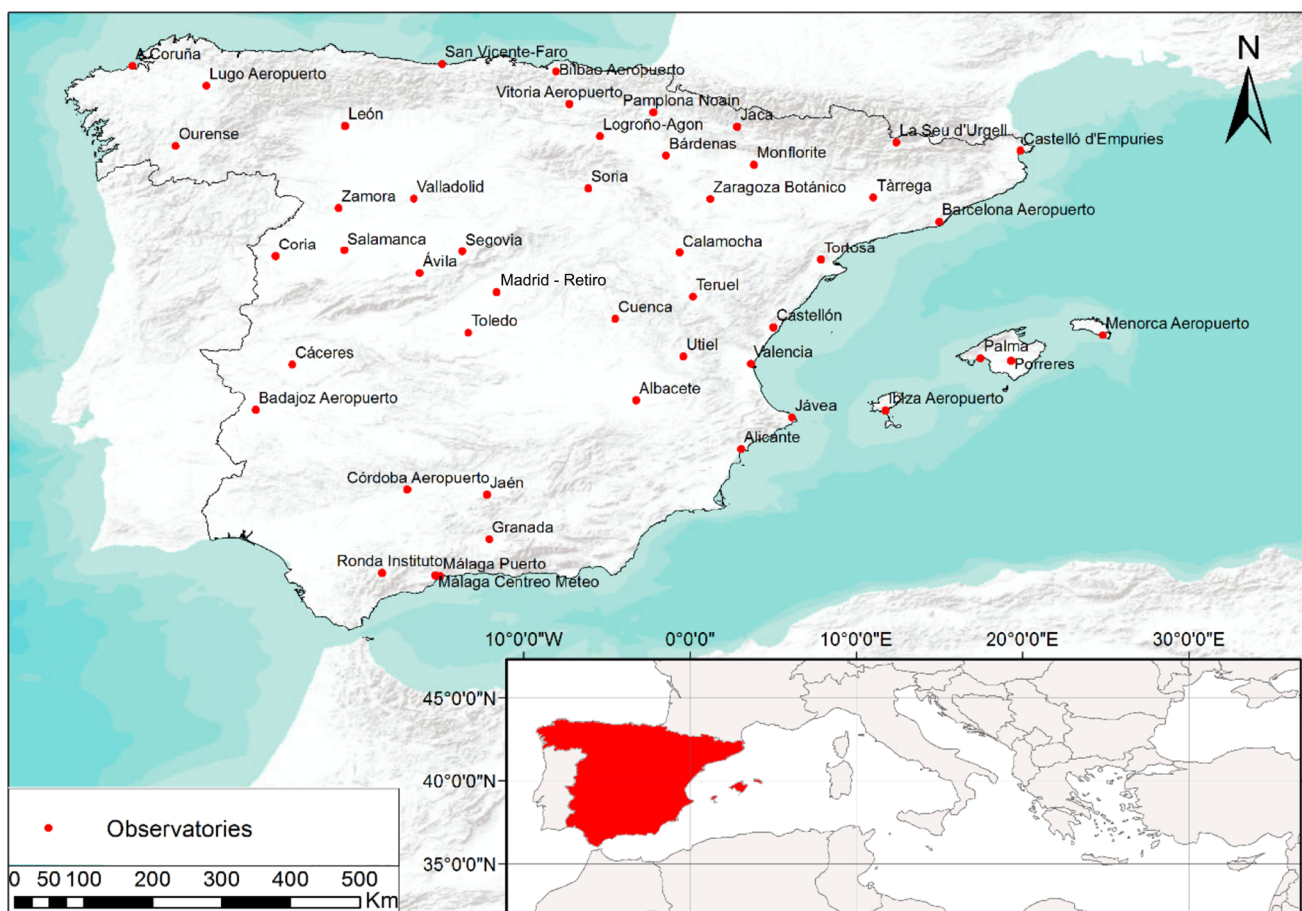 N
A Coruña
San Vicente-Faro
Bilbao Aeropuerto
Lugo Aeropuerto
Vitoria Aeropuerto
Pamplona Noain
León
Logroño-Agon
Jaca
La Seu d'Urgell
Castelló d'Empuries
Ourense
Bárdenas
Monflorite
Soria
Zamora
Valladolid
Zaragoza Botánico
Tàrrega
Barcelona Aeropuerto
Coria
Salamanca
Segovia
Calamocha
Tortosa
Ávila
Madrid - Retiro
Teruel
Cuenca
Toledo
Castellón
Menorca Aeropuerto
Utiel
Valencia
Palma
Porreres
Cáceres
Albacete
Badajoz Aeropuerto
Jávea
Ibiza Aeropuerto
Alicante
Córdoba Aeropuerto
Jaén
Granada
Ronda Instituto
Málaga Puerto
Málaga Centreo Meteo
10°0'0"W 0°0'0" 10°0'0"E 20°0'0"E 30°0'0"E
45°0'0"N
40°0'0"N
35°0'0"N
Observatories
0 50 100 200 300 400 500
Km